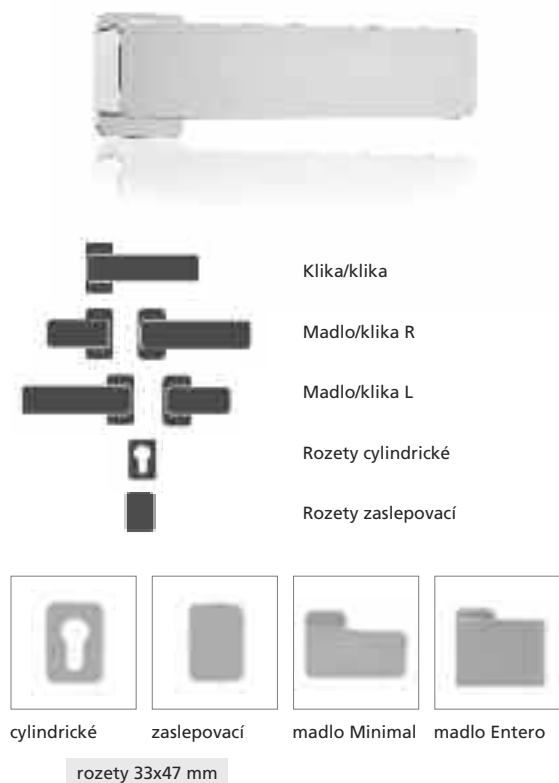 Klika/klika
Madlo/klika R
Madlo/klika L
Rozety cylindrické
Rozety zaslepovací
cylindrické
zaslepovací
madlo Minimal
madlo Entero
rozety 33x47 mm